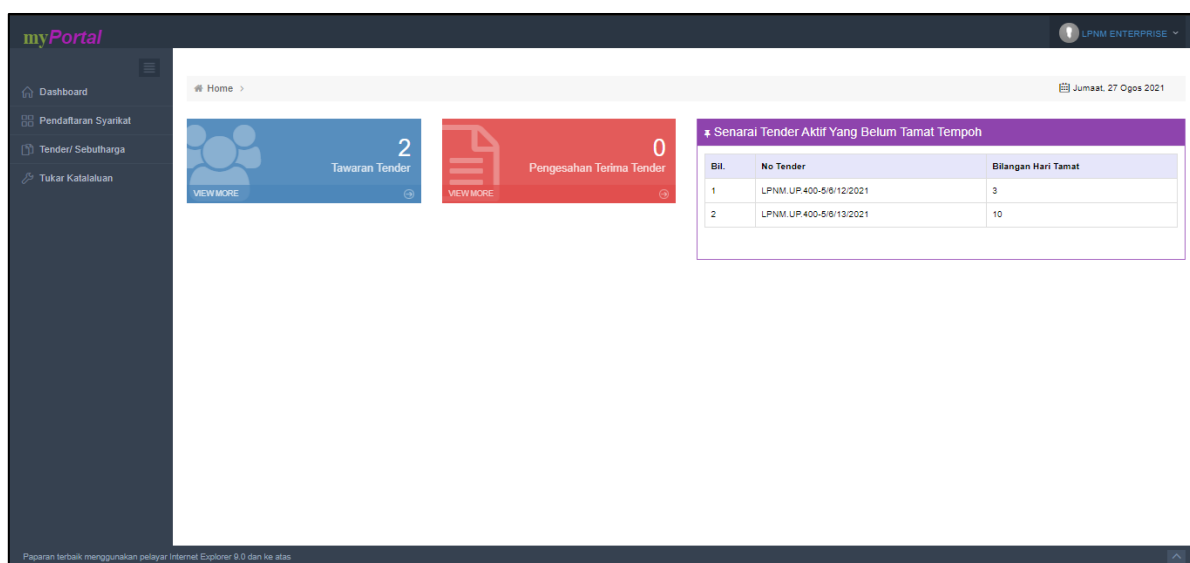 myPortal
LPNM ENTERPRISE
Dashboard
Pendaftaran Syarikat
Tender/ Sebutharga
Tukar Katalaluan
Home >
Jumaat, 27 Ogos 2021
2
Tawaran Tender
VIEW MORE
0
Pengesahan Terima Tender
VIEW MORE
Senarai Tender Aktif Yang Belum Tamat Tempoh
Bil. No Tender Bilangan Hari Tamat
1 LPNM.UP.400-5/6/12/2021 3
2 LPNM.UP.400-5/6/13/2021 10
Paparan terbaik menggunakan pelayar Internet Explorer 9.0 dan ke atas